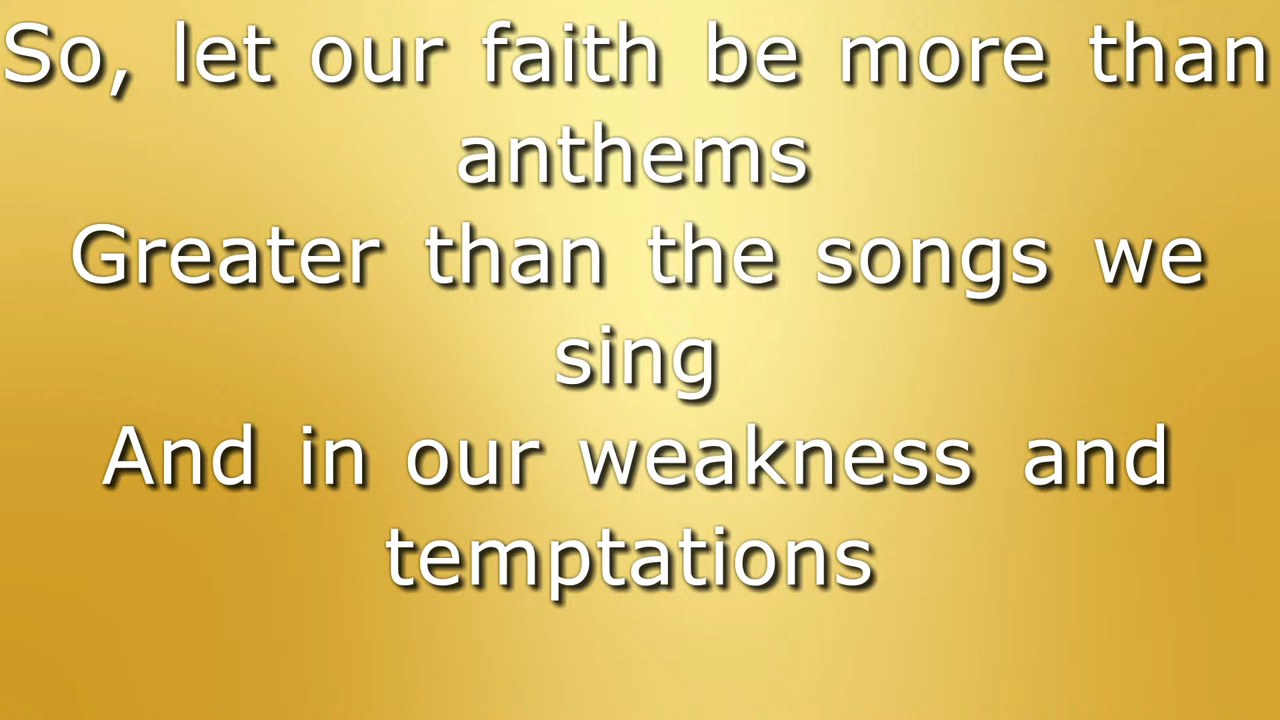 So, let our faith be more than
anthems
Greater than the songs we
sing
And in our weakness and
temptations